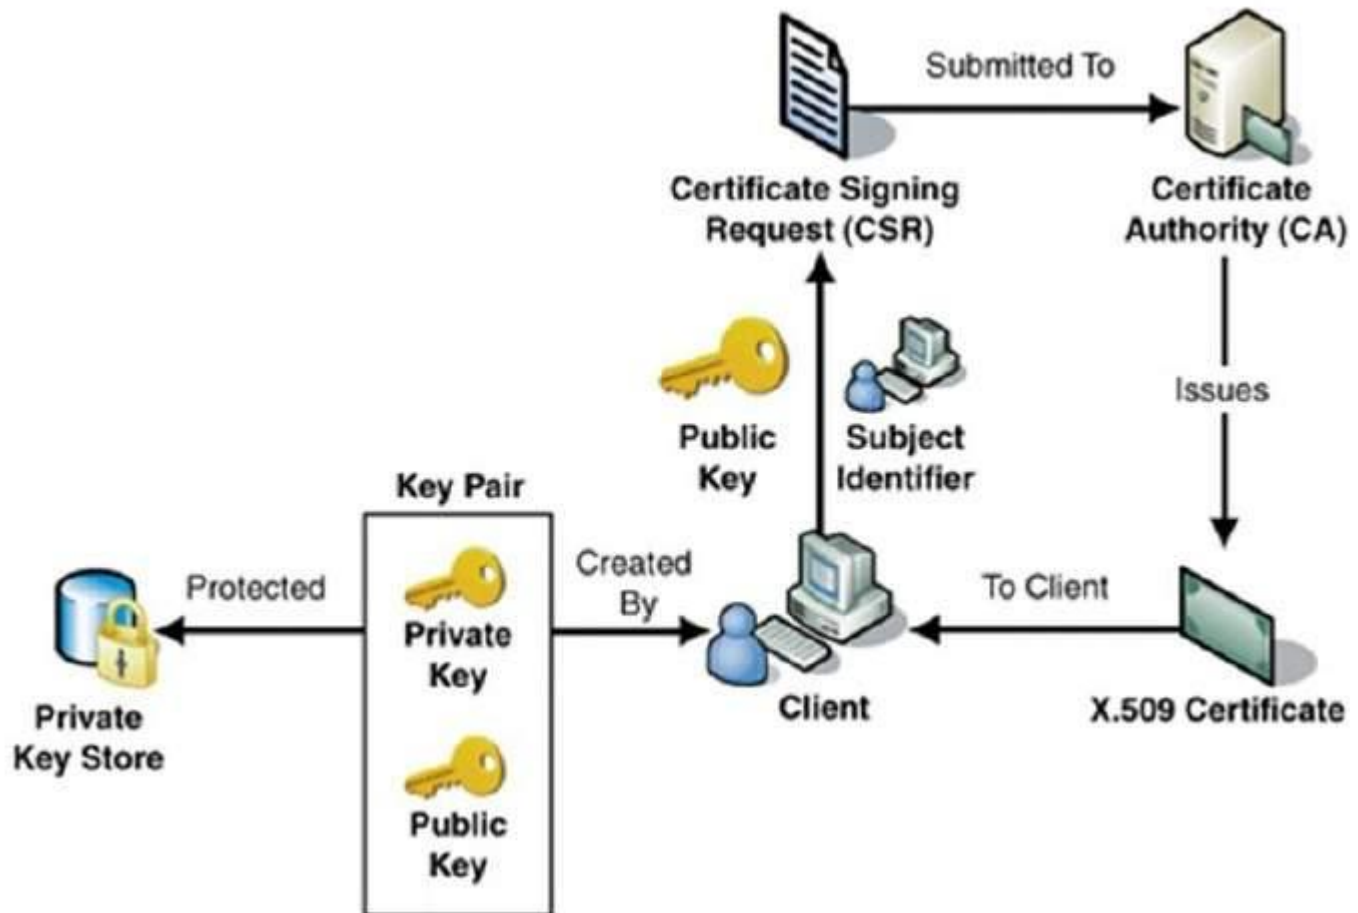 Submitted To
Certificate Signing
Request (CSR)
Certificate
Authority (CA)
Issues
Public
Key
Subject
Identifier
Key Pair
Protected
Private
Key
Created
By
To Client
Private
Key Store
Client
X.509 Certificate
Public
Key